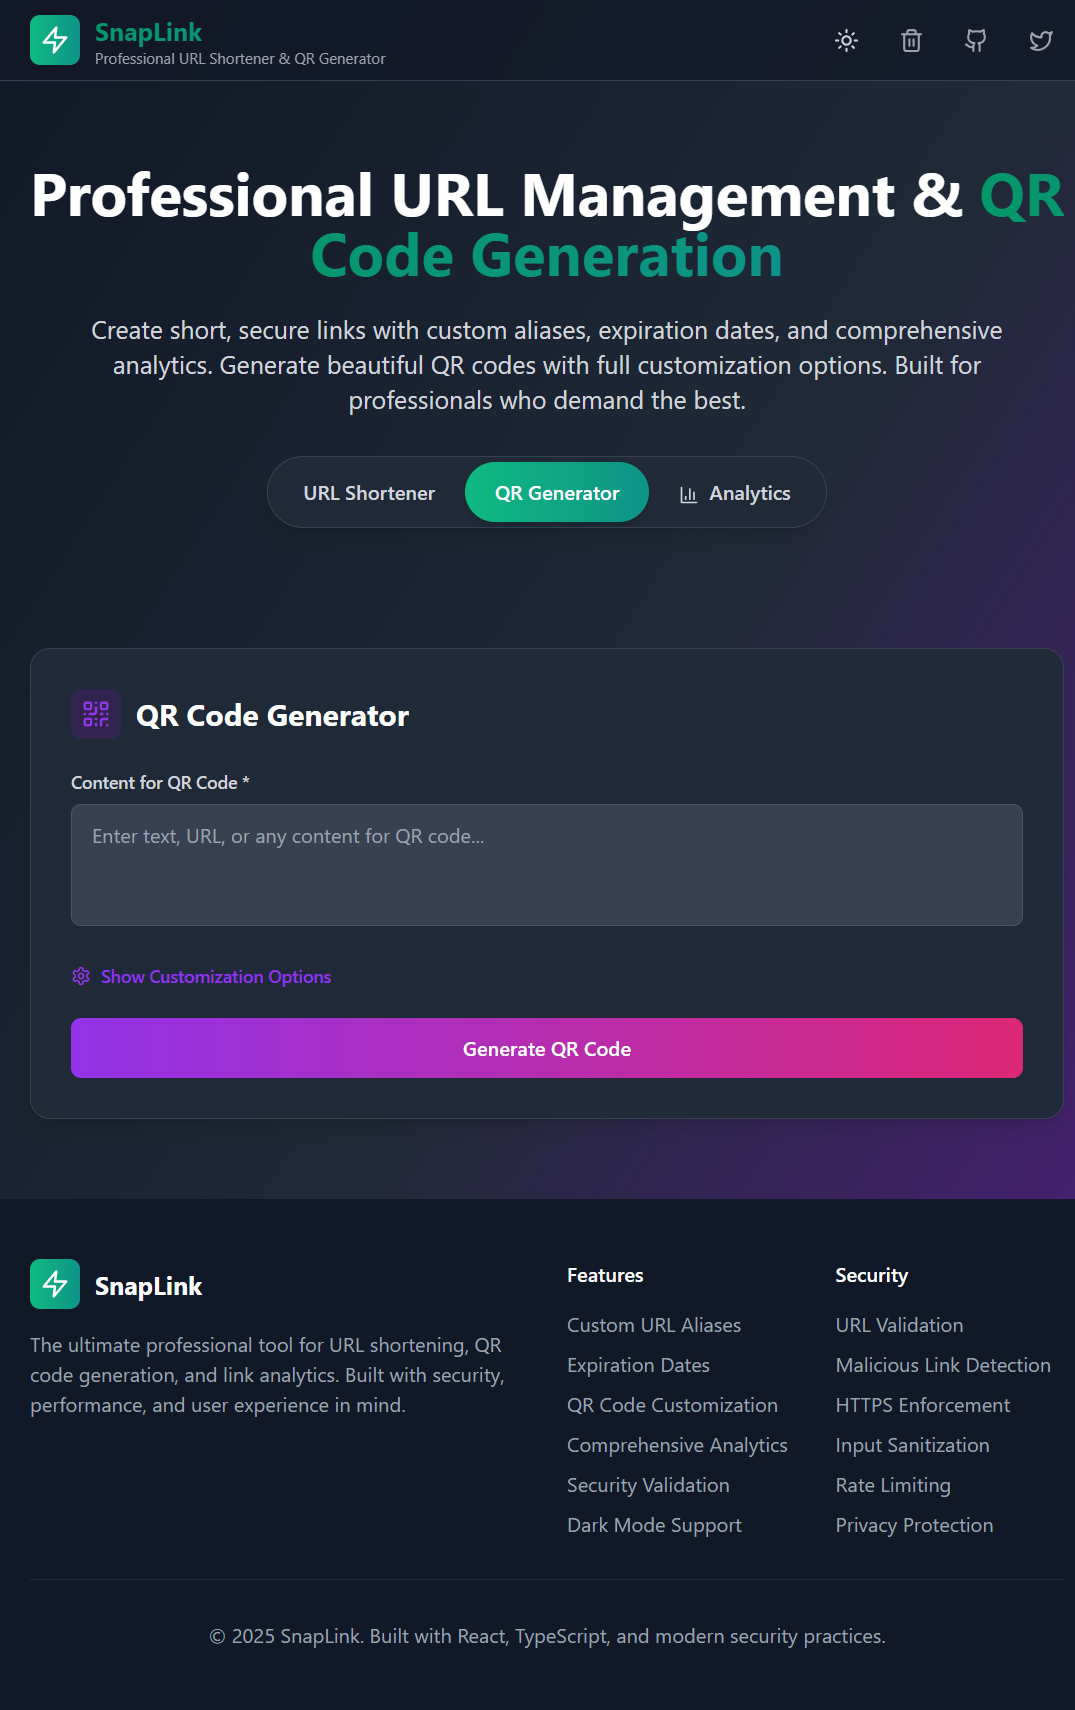 SnapLink
Professional URL Shortener & QR Generator
Professional URL Management & QR
Code Generation
Create short, secure links with custom aliases, expiration dates, and comprehensive
analytics. Generate beautiful QR codes with full customization options. Built for
professionals who demand the best.
URL Shortener
QR Generator
Analytics
QR Code Generator
Content for QR Code *
Enter text, URL, or any content for QR code...
Show Customization Options
Generate QR Code
SnapLink
The ultimate professional tool for URL shortening, QR
code generation, and link analytics. Built with security,
performance, and user experience in mind.
Features
Custom URL Aliases
Expiration Dates
QR Code Customization
Comprehensive Analytics
Security Validation
Dark Mode Support
Security
URL Validation
Malicious Link Detection
HTTPS Enforcement
Input Sanitization
Rate Limiting
Privacy Protection
© 2025 SnapLink. Built with React, TypeScript, and modern security practices.